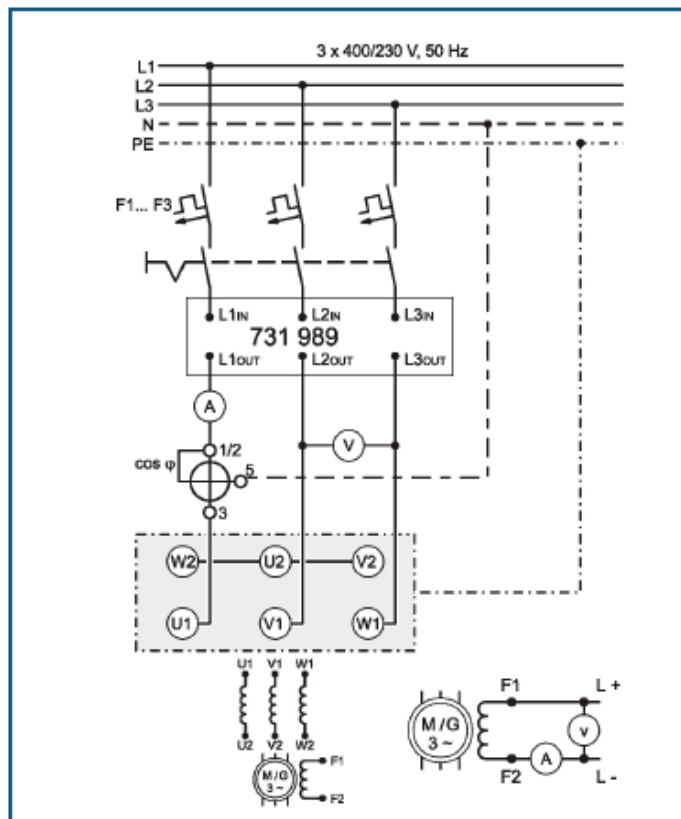 3 x 400/230 V, 50 Hz
L1
L2
L3
N
PE
F1... F3
L1IN L2IN L3IN
731 989
L1OUT L2OUT L3OUT
A
V
1/2
cos φ
5
3
W2 U2 V2
U1 V1 W1
U1 V1 W1
U2 V2 W2
M/G
3~
F1
F2
F1 L +
M/G
3~
v
F2 A L -